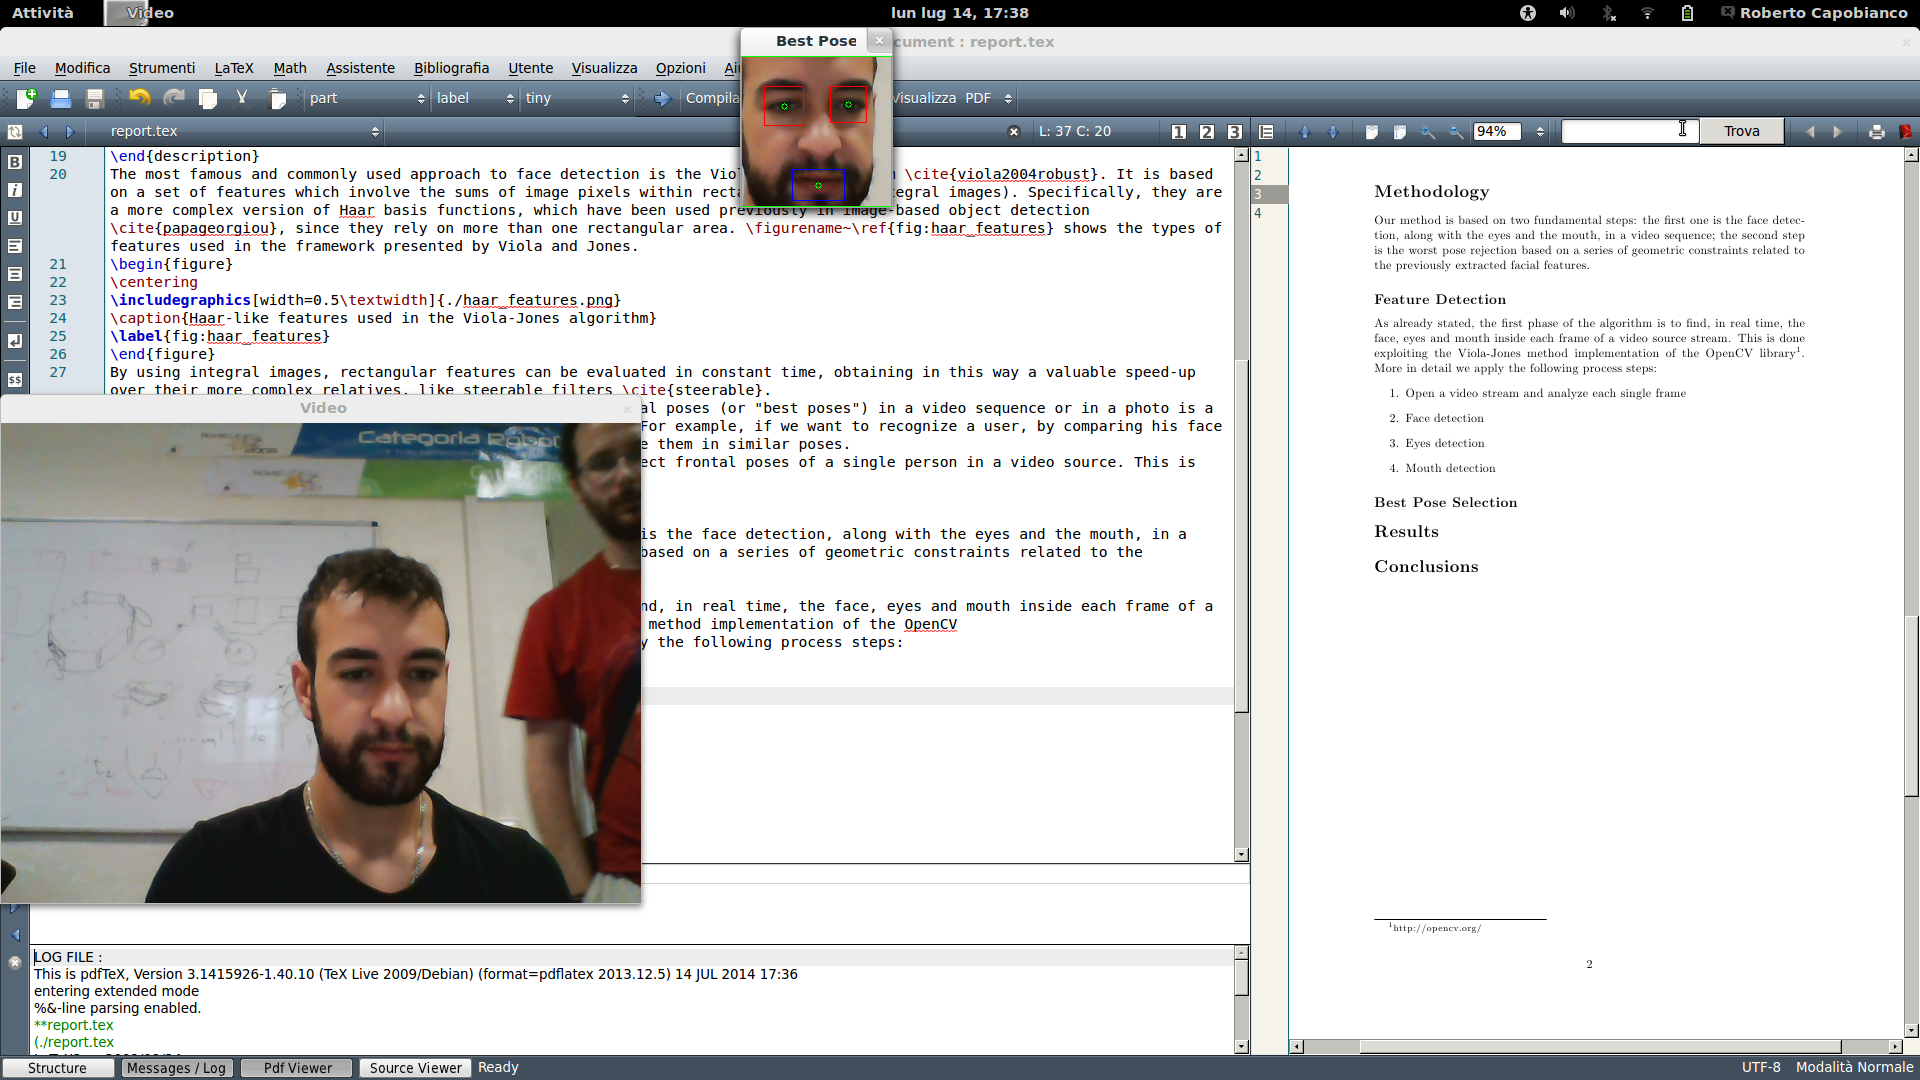 Attività
Video
lun lug 14, 17:38
Roberto Capobianco
Best Pose
cument : report.tex
File Modifica Strumenti LaTeX Math Assistente Bibliografia Utente Visualizza Opzioni
part
label
tiny
Visualizza PDF
report.tex
L: 37 C: 20
1 2 3
94%
Trova
19 \end{description}
20 The most famous and commonly used approach to face detection is the \cite{viola2004robust}. It is based
on a set of features which involve the sums of image pixels within images). Specifically, they are
a more complex version of Haar basis functions, which have been used previously in image-based object detection
\cite{papageorgiou}, since they rely on more than one rectangular area. \figurename~\ref{fig:haar_features} shows the types of
features used in the framework presented by Viola and Jones.
21 \begin{figure}
22 \centering
23 \includegraphics[width=0.5\textwidth]{./haar_features.png}
24 \caption{Haar-like features used in the Viola-Jones algorithm}
25 \label{fig:haar_features}
26 \end{figure}
27 By using integral images, rectangular features can be evaluated in constant time, obtaining in this way a valuable speed-up
over their more complex relatives, like steerable filters \cite{steerable}.
al poses (or "best poses") in a video sequence or in a photo is a
For example, if we want to recognize a user, by comparing his face
e them in similar poses.
ect frontal poses of a single person in a video source. This is
is the face detection, along with the eyes and the mouth, in a
based on a series of geometric constraints related to the
nd, in real time, the face, eyes and mouth inside each frame of a
method implementation of the OpenCV
y the following process steps:
Video
Categoria
LOG FILE :
This is pdfTeX, Version 3.1415926-1.40.10 (TeX Live 2009/Debian) (format=pdflatex 2013.12.5) 14 JUL 2014 17:36
entering extended mode
%&-line parsing enabled.
**report.tex
(./report.tex
1
2
3
4
Methodology
Our method is based on two fundamental steps: the first one is the face detec-
tion, along with the eyes and the mouth, in a video sequence; the second step
is the worst pose rejection based on a series of geometric constraints related to
the previously extracted facial features.
Feature Detection
As already stated, the first phase of the algorithm is to find, in real time, the
face, eyes and mouth inside each frame of a video source stream. This is done
exploiting the Viola-Jones method implementation of the OpenCV library1.
More in detail we apply the following process steps:
1. Open a video stream and analyze each single frame
2. Face detection
3. Eyes detection
4. Mouth detection
Best Pose Selection
Results
Conclusions
1http://opencv.org/
2
Structure
Messages / Log
Pdf Viewer
Source Viewer
Ready
UTF-8
Modalità Normale